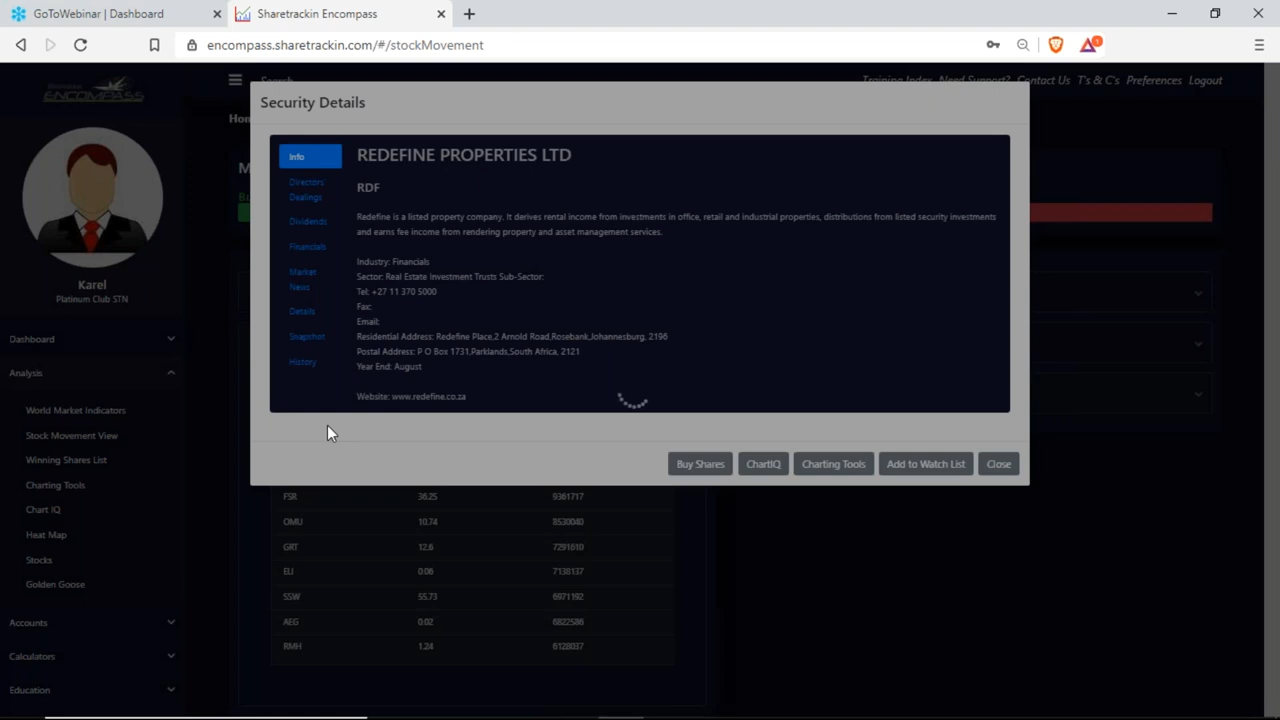 GoToWebinar | Dashboard
Sharetrackin Encompass
encompass.sharetrackin.com/#/stockMovement
ENCOMPASS
Search
Training Index Need Support? Contact Us T's & C's Preferences Logout
Security Details
Info
Directors' Dealings
Dividends
Financials
Market News
Details
Snapshot
History
REDEFINE PROPERTIES LTD
RDF
Redefine is a listed property company. It derives rental income from investments in office, retail and industrial properties, distributions from listed security investments
and earns fee income from rendering property and asset management services.
Industry: Financials
Sector: Real Estate Investment Trusts Sub-Sector:
Tel: +27 11 370 5000
Fax:
Email:
Residential Address: Redefine Place,2 Arnold Road,Rosebank,Johannesburg, 2196
Postal Address: P O Box 1731,Parklands,South Africa, 2121
Year End: August
Website: www.redefine.co.za
Buy Shares
ChartIQ
Charting Tools
Add to Watch List
Close
Karel
Platinum Club STN
Dashboard
Analysis
World Market Indicators
Stock Movement View
Winning Shares List
Charting Tools
Chart IQ
Heat Map
Stocks
Golden Goose
Accounts
Calculators
Education
FSR 36.25 9361717
OMU 10.74 8530040
GRT 12.6 7291610
ELI 0.06 7138137
SSW 55.73 6971192
AEG 0.02 6822586
RMH 1.24 6128037